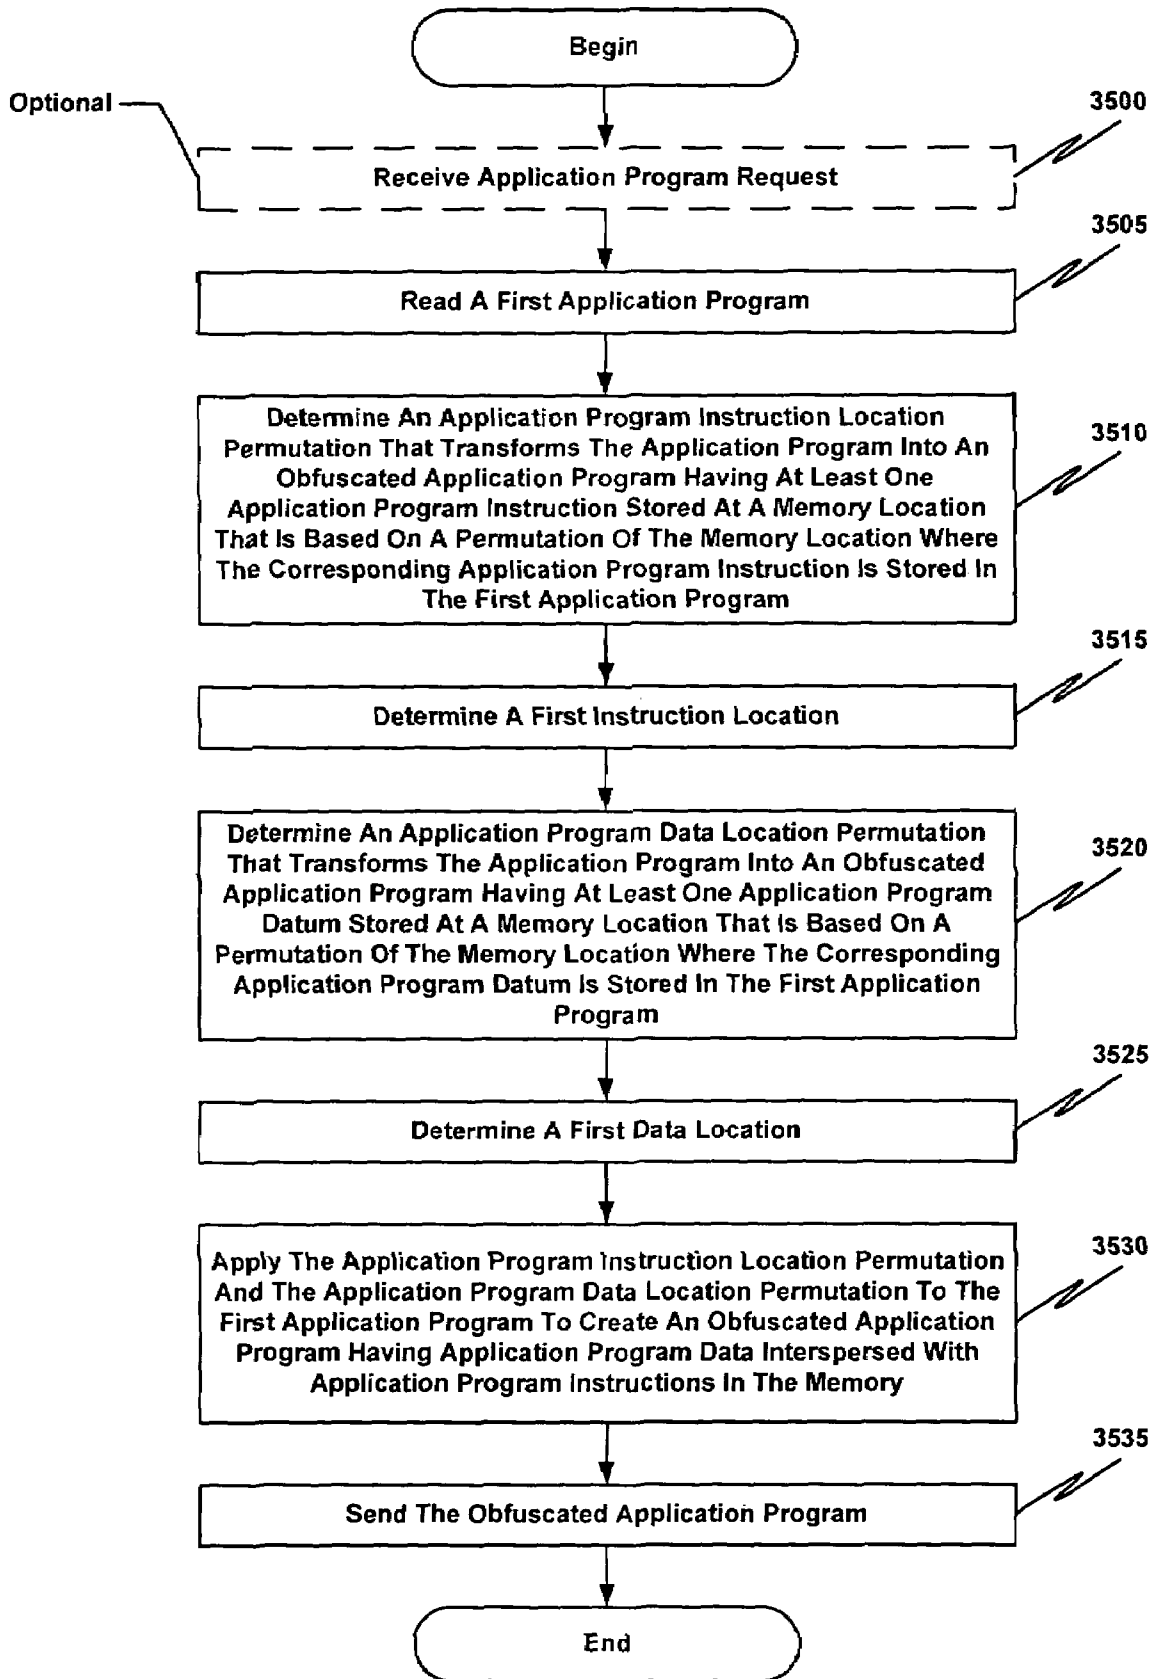 Begin
Optional
3500
Receive Application Program Request
3505
Read A First Application Program
Determine An Application Program Instruction Location
Permutation That Transforms The Application Program Into An
Obfuscated Application Program Having At Least One
Application Program Instruction Stored At A Memory Location
That Is Based On A Permutation Of The Memory Location Where
The Corresponding Application Program Instruction Is Stored In
The First Application Program
3510
3515
Determine A First Instruction Location
Determine An Application Program Data Location Permutation
That Transforms The Application Program Into An Obfuscated
Application Program Having At Least One Application Program
Datum Stored At A Memory Location That Is Based On A
Permutation Of The Memory Location Where The Corresponding
Application Program Datum Is Stored In The First Application
Program
3520
3525
Determine A First Data Location
Apply The Application Program Instruction Location Permutation
And The Application Program Data Location Permutation To The
First Application Program To Create An Obfuscated Application
Program Having Application Program Data Interspersed With
Application Program Instructions In The Memory
3530
3535
Send The Obfuscated Application Program
End